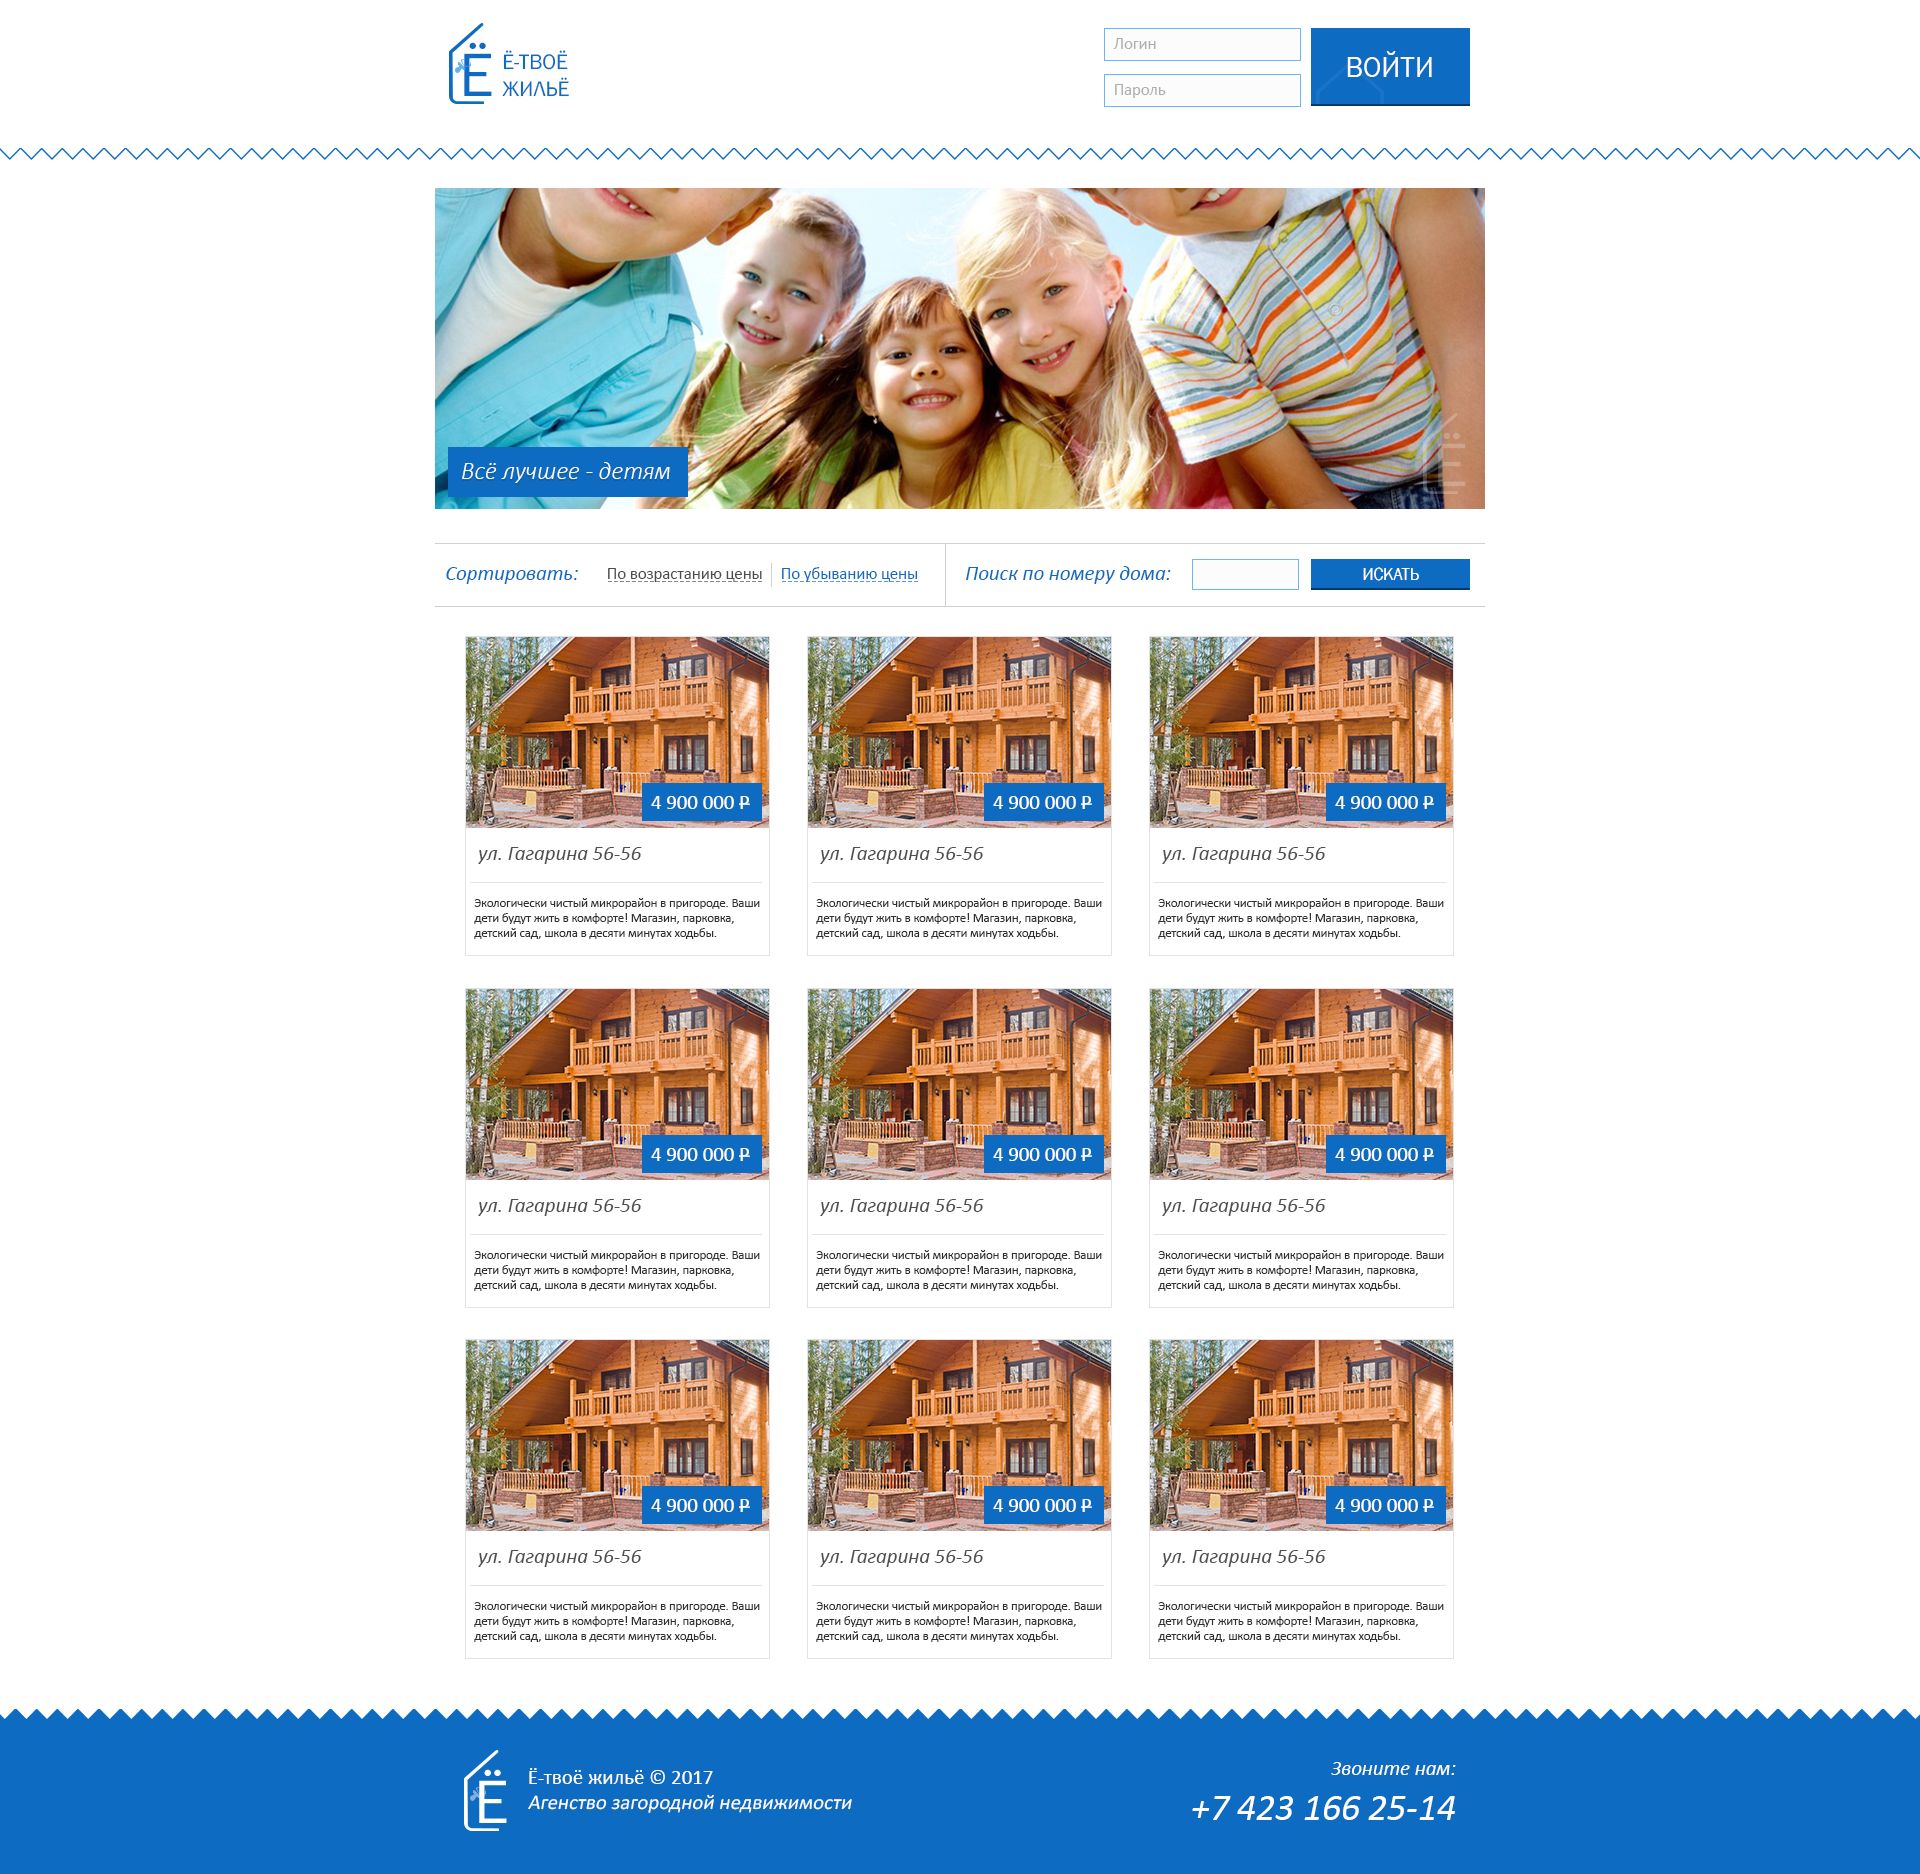 Ё
Ё-ТВОЁ
ЖИЛЬЁ
Логин
Пароль
ВОЙТИ
Всё лучшее - детям
Ё
Сортировать:
По возрастанию цены
По убыванию цены
Поиск по номеру дома:
ИСКАТЬ
4 900 000 ₽
4 900 000 ₽
4 900 000 ₽
ул. Гагарина 56-56
ул. Гагарина 56-56
ул. Гагарина 56-56
Экологически чистый микрорайон в пригороде. Ваши
дети будут жить в комфорте! Магазин, парковка,
детский сад, школа в десяти минутах ходьбы.
Экологически чистый микрорайон в пригороде. Ваши
дети будут жить в комфорте! Магазин, парковка,
детский сад, школа в десяти минутах ходьбы.
Экологически чистый микрорайон в пригороде. Ваши
дети будут жить в комфорте! Магазин, парковка,
детский сад, школа в десяти минутах ходьбы.
4 900 000 ₽
4 900 000 ₽
4 900 000 ₽
ул. Гагарина 56-56
ул. Гагарина 56-56
ул. Гагарина 56-56
Экологически чистый микрорайон в пригороде. Ваши
дети будут жить в комфорте! Магазин, парковка,
детский сад, школа в десяти минутах ходьбы.
Экологически чистый микрорайон в пригороде. Ваши
дети будут жить в комфорте! Магазин, парковка,
детский сад, школа в десяти минутах ходьбы.
Экологически чистый микрорайон в пригороде. Ваши
дети будут жить в комфорте! Магазин, парковка,
детский сад, школа в десяти минутах ходьбы.
4 900 000 ₽
4 900 000 ₽
4 900 000 ₽
ул. Гагарина 56-56
ул. Гагарина 56-56
ул. Гагарина 56-56
Экологически чистый микрорайон в пригороде. Ваши
дети будут жить в комфорте! Магазин, парковка,
детский сад, школа в десяти минутах ходьбы.
Экологически чистый микрорайон в пригороде. Ваши
дети будут жить в комфорте! Магазин, парковка,
детский сад, школа в десяти минутах ходьбы.
Экологически чистый микрорайон в пригороде. Ваши
дети будут жить в комфорте! Магазин, парковка,
детский сад, школа в десяти минутах ходьбы.
Ё
Ё-твоё жильё © 2017
Агенство загородной недвижимости
Звоните нам:
+7 423 166 25-14